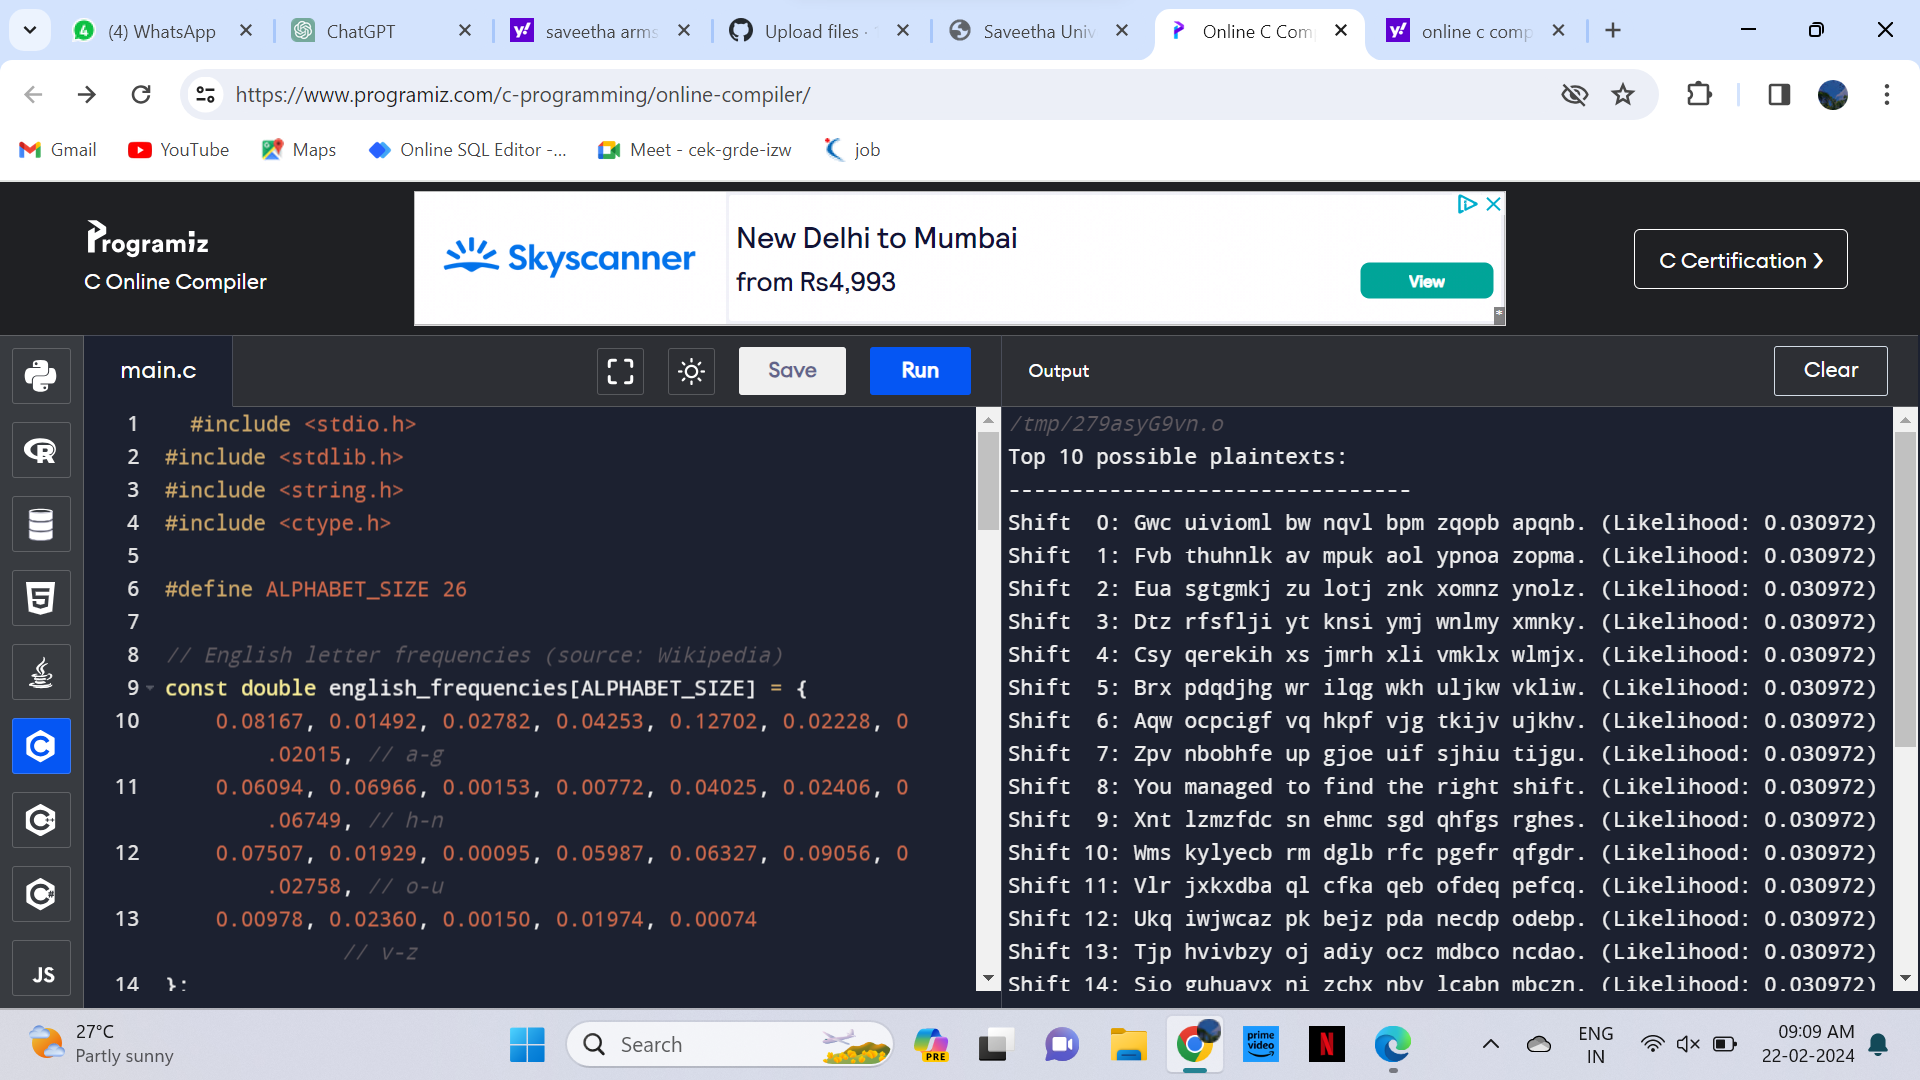 (4) WhatsApp
ChatGPT
saveetha arms
Upload files ·
Saveetha Univ
Online C Com
online c comp
https://www.programiz.com/c-programming/online-compiler/
Gmail
YouTube
Maps
Online SQL Editor -...
Meet - cek-grde-izw
job
Programiz
C Online Compiler
Skyscanner
New Delhi to Mumbai
from Rs4,993
View
C Certification ❯
main.c
Save
Run
Output
Clear
1 #include <stdio.h>
2 #include <stdlib.h>
3 #include <string.h>
4 #include <ctype.h>
5
6 #define ALPHABET_SIZE 26
7
8 // English letter frequencies (source: Wikipedia)
9 const double english_frequencies[ALPHABET_SIZE] = {
10 0.08167, 0.01492, 0.02782, 0.04253, 0.12702, 0.02228, 0
.02015, // a-g
11 0.06094, 0.06966, 0.00153, 0.00772, 0.04025, 0.02406, 0
.06749, // h-n
12 0.07507, 0.01929, 0.00095, 0.05987, 0.06327, 0.09056, 0
.02758, // o-u
13 0.00978, 0.02360, 0.00150, 0.01974, 0.00074
// v-z
14 };
/tmp/279asyG9vn.o
Top 10 possible plaintexts:
--------------------------------
Shift  0: Gwc uivioml bw nqvl bpm zqopb apqnb. (Likelihood: 0.030972)
Shift  1: Fvb thuhnlk av mpuk aol ypnoa zopma. (Likelihood: 0.030972)
Shift  2: Eua sgtgmkj zu lotj znk xomnz ynolz. (Likelihood: 0.030972)
Shift  3: Dtz rfsflji yt knsi ymj wnlmy xmnky. (Likelihood: 0.030972)
Shift  4: Csy qerekih xs jmrh xli vmklx wlmjx. (Likelihood: 0.030972)
Shift  5: Brx pdqdjhg wr ilqg wkh uljkw vkliw. (Likelihood: 0.030972)
Shift  6: Aqw ocpcigf vq hkpf vjg tkijv ujkhv. (Likelihood: 0.030972)
Shift  7: Zpv nbobhfe up gjoe uif sjhiu tijgu. (Likelihood: 0.030972)
Shift  8: You managed to find the right shift. (Likelihood: 0.030972)
Shift  9: Xnt lzmzfdc sn ehmc sgd qhfgs rghes. (Likelihood: 0.030972)
Shift 10: Wms kylyecb rm dglb rfc pgefr qfgdr. (Likelihood: 0.030972)
Shift 11: Vlr jxkxdba ql cfka qeb ofdeq pefcq. (Likelihood: 0.030972)
Shift 12: Ukq iwjwcaz pk bejz pda necdp odebp. (Likelihood: 0.030972)
Shift 13: Tjp hvivbzy oj adiy ocz mdbco ncdao. (Likelihood: 0.030972)
Shift 14: Sio guhuayx ni zchx nby lcabn mbczn. (Likelihood: 0.030972)
JS
27°C
Partly sunny
Search
PRE
prime video
N
ENG
IN
09:09 AM
22-02-2024